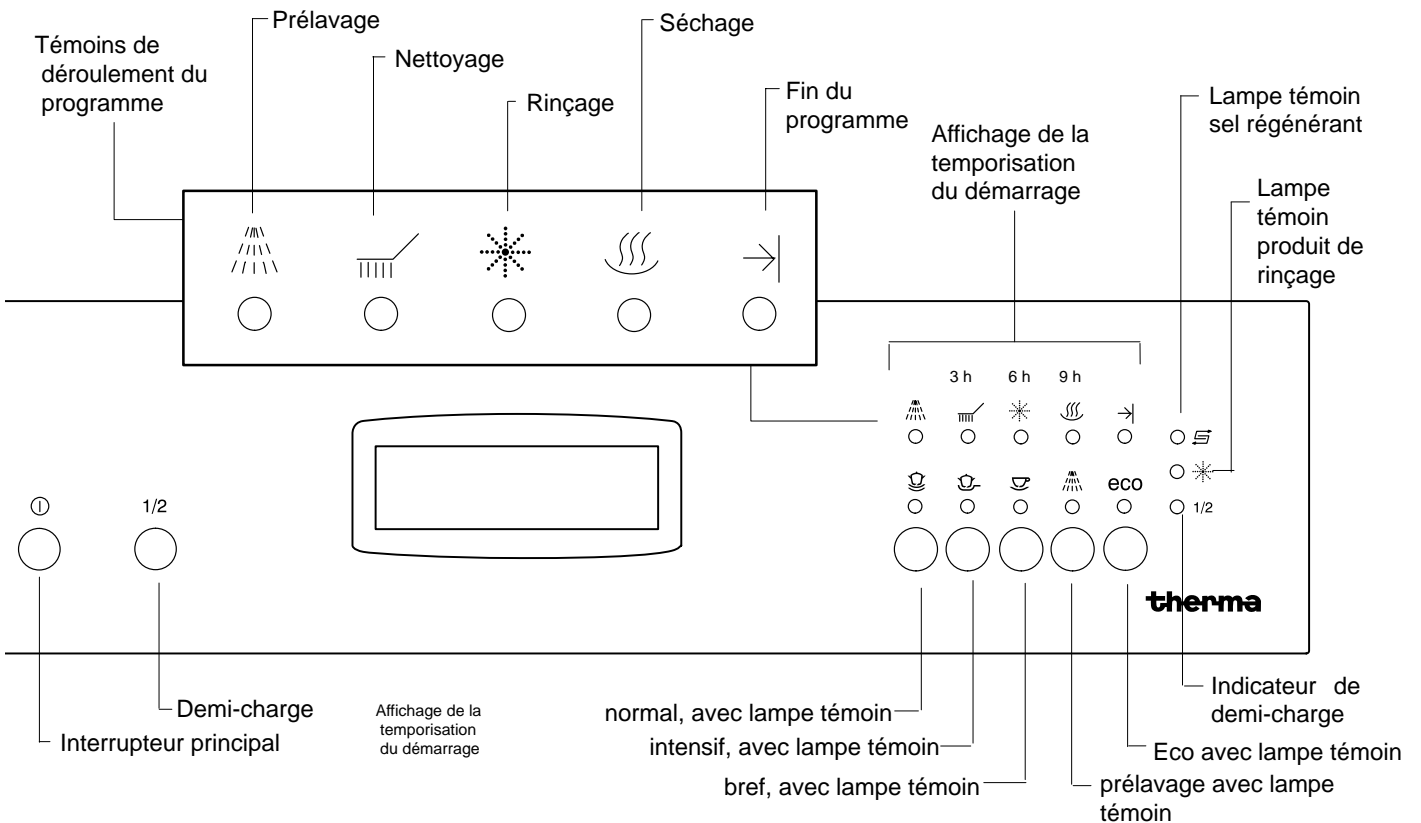 Prélavage
Séchage
Témoins de
déroulement du
programme
Nettoyage
Rinçage
Fin du
programme
Lampe témoin
sel régénérant
Affichage de la
temporisation
du démarrage
Lampe
témoin
produit de
rinçage
3 h 6 h 9 h
eco
1/2
1/2
therma
Demi-charge
Interrupteur principal
Affichage de la
temporisation
du démarrage
normal, avec lampe témoin
intensif, avec lampe témoin
bref, avec lampe témoin
Indicateur de
demi-charge
Eco avec lampe témoin
prélavage avec lampe
témoin